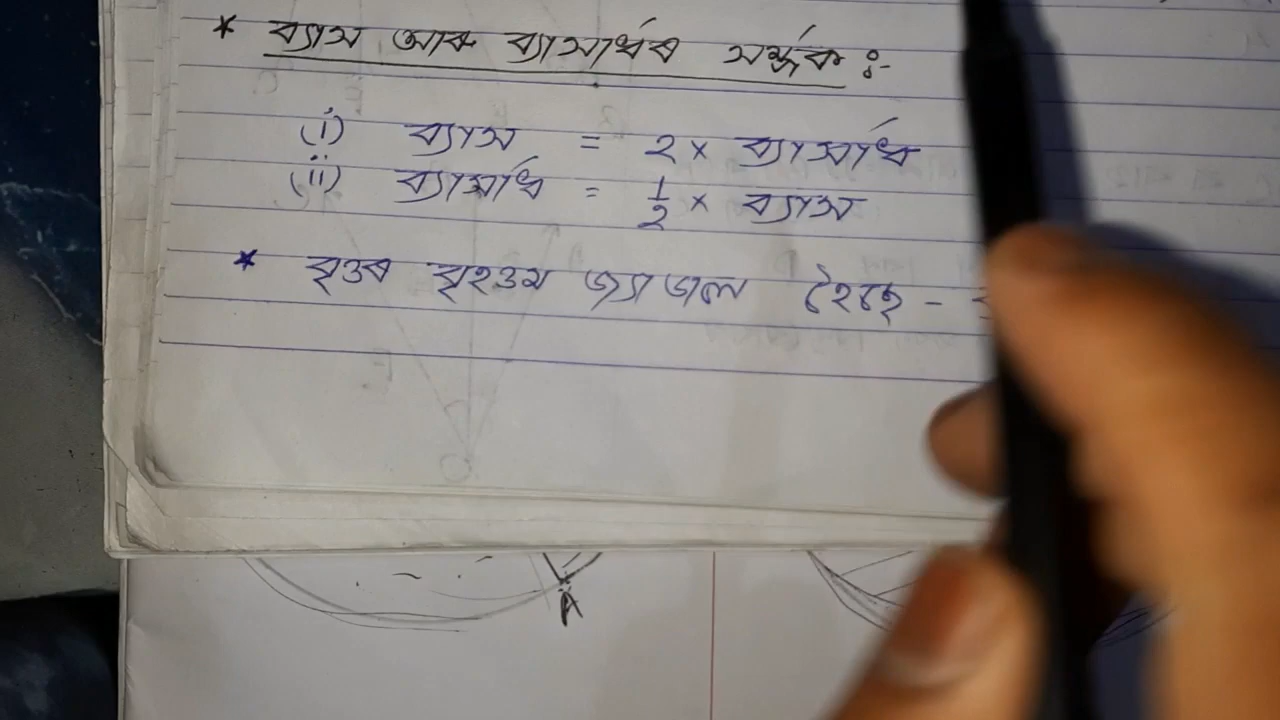 * ব্যাস আৰু ব্যাসাৰ্ধৰ সম্পৰ্ক :-
(i) ব্যাস = 2 × ব্যাসাৰ্ধ
(ii) ব্যাসাৰ্ধ = 1/2 × ব্যাস
* বৃত্তৰ বৃহত্তম জ্যাডাল হৈছে -
A